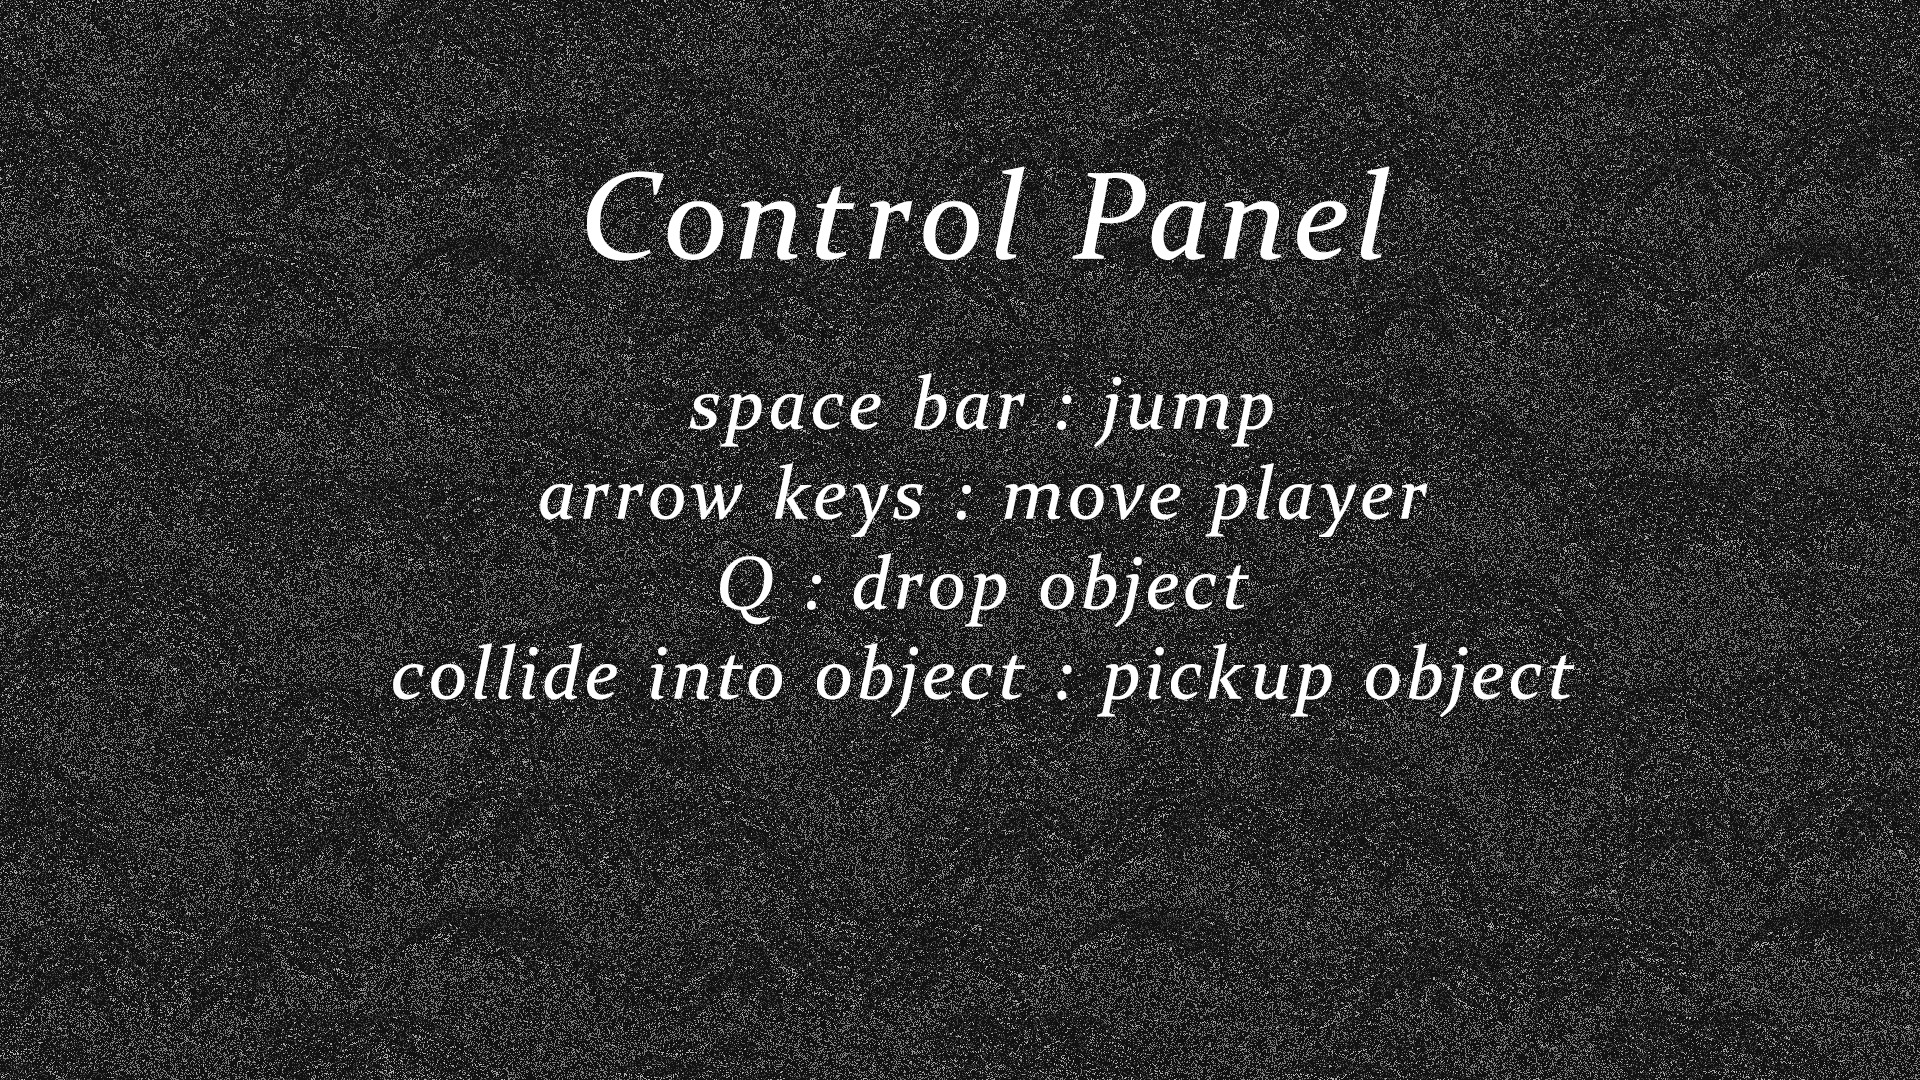 Control Panel
space bar : jump
arrow keys : move player
Q : drop object
collide into object : pickup object